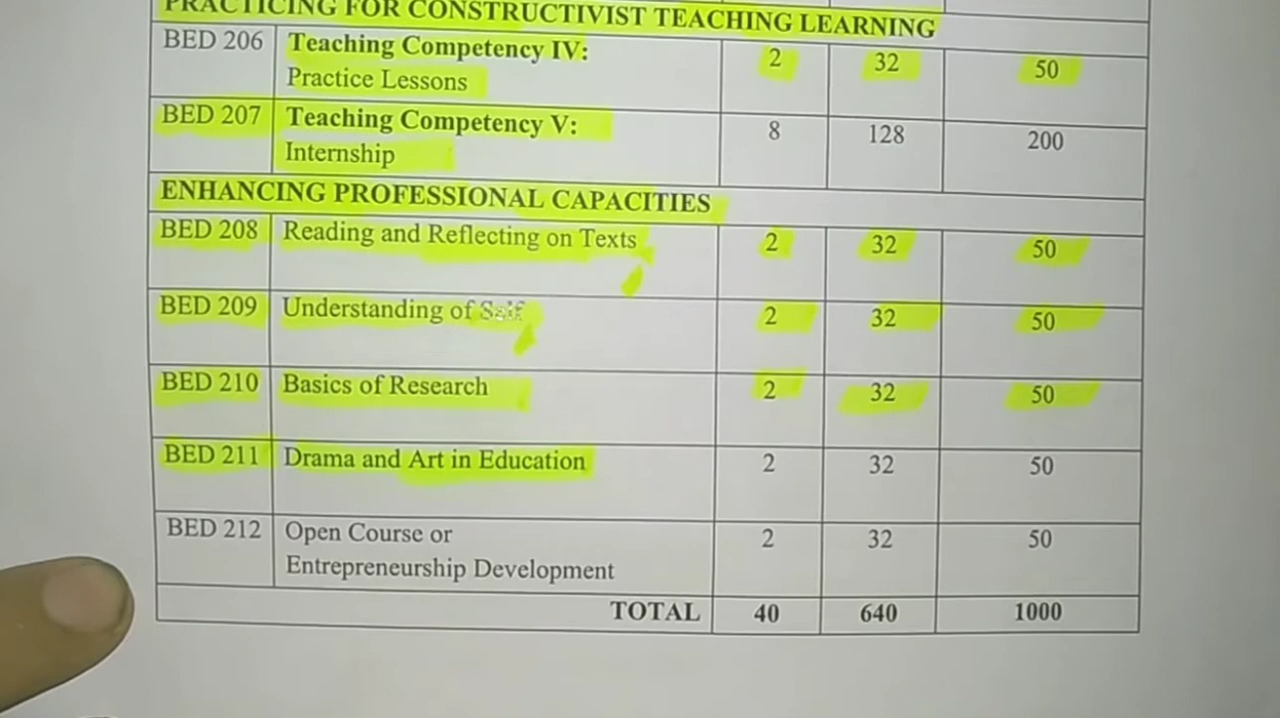 PRACTICING FOR CONSTRUCTIVIST TEACHING LEARNING
BED 206 Teaching Competency IV: 2 32 50
Practice Lessons
BED 207 Teaching Competency V: 8 128 200
Internship
ENHANCING PROFESSIONAL CAPACITIES
BED 208 Reading and Reflecting on Texts 2 32 50
BED 209 Understanding of Self 2 32 50
BED 210 Basics of Research 2 32 50
BED 211 Drama and Art in Education 2 32 50
BED 212 Open Course or 2 32 50
Entrepreneurship Development
TOTAL 40 640 1000